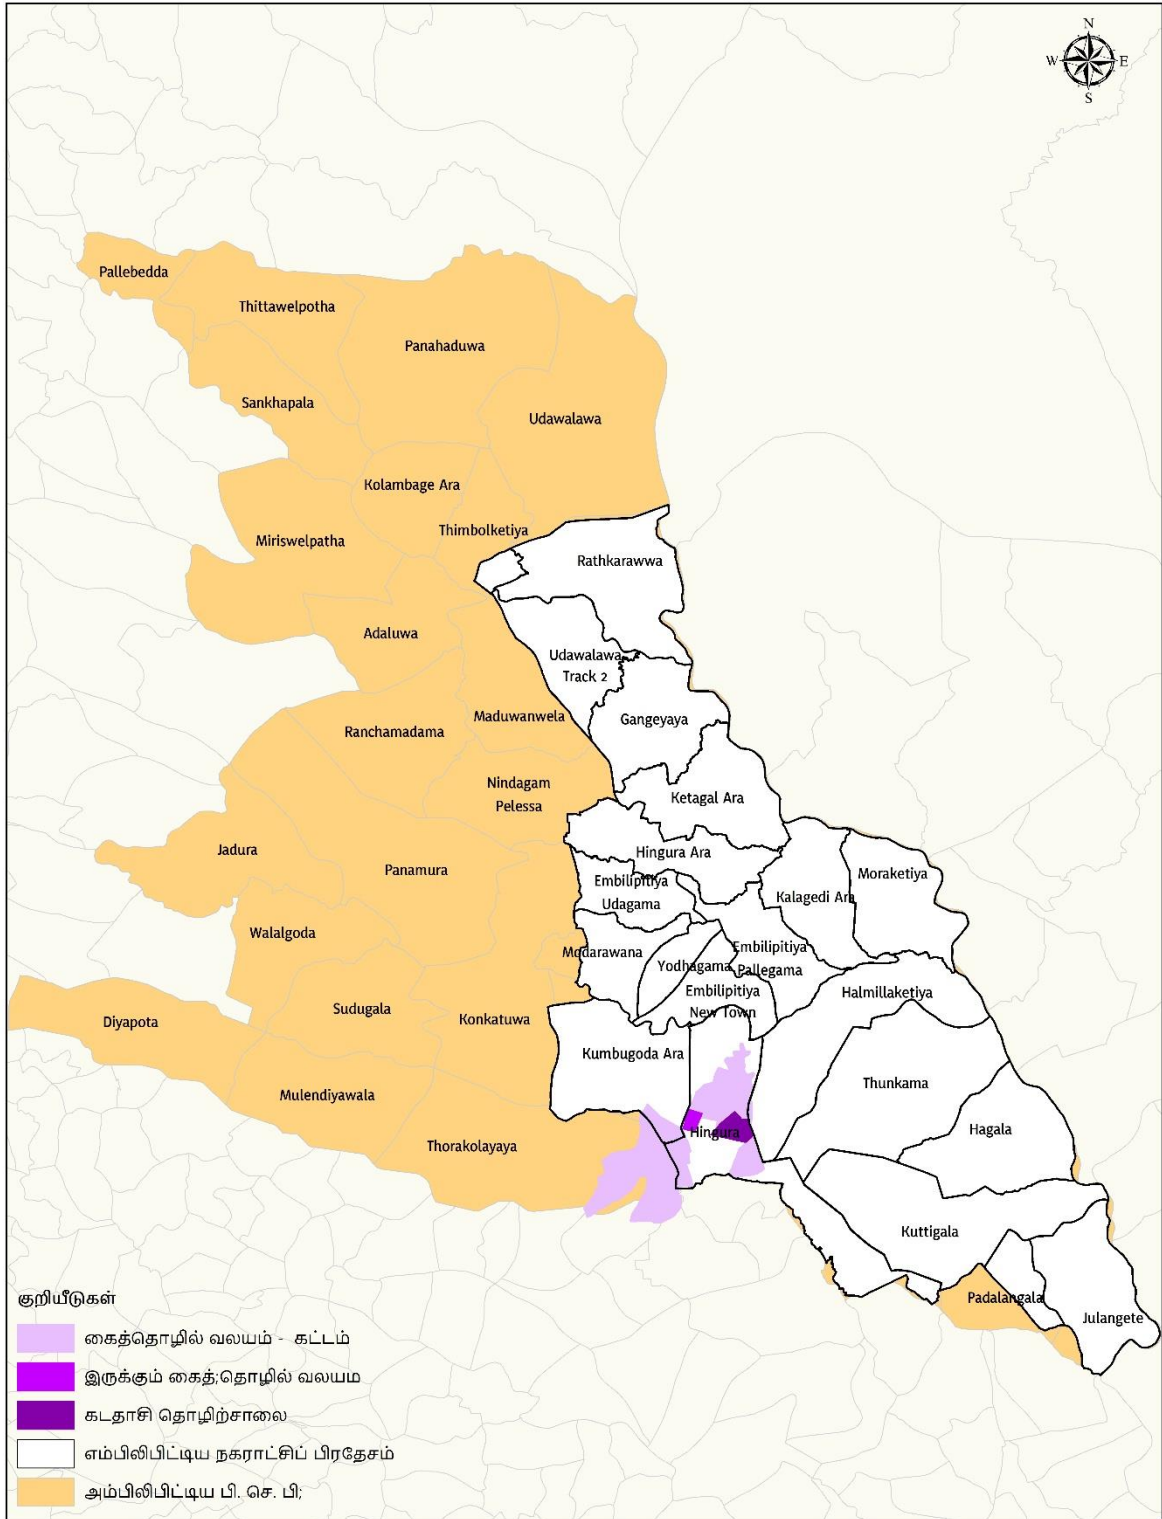 N
W E
S
Pallebedda
Thittawelpotha
Panahaduwa
Sankhapala
Udawalawa
Kolambage Ara
Thimbolketiya
Miriswelpatha
Rathkarawwa
Adaluwa
Udawalawa
Track 2
Maduwanwela
Gangeyaya
Ranchamadama
Nindagam
Pelessa
Ketagal Ara
Jadura
Hingura Ara
Panamura
Embilipitiya
Udagama
Kalagedi Ara
Moraketiya
Walalgoda
Modarawana
Yodhagama
Embilipitiya
Pallegama
Embilipitiya
New Town
Halmillaketiya
Diyapota
Sudugala
Konkatuwa
Kumbugoda Ara
Mulendiyawala
Thunkama
Thorakolayaya
Hingura
Hagala
Kuttigala
Padalangala
Julangete
குறியீடுகள்
கைத்தொழில் வலயம் - கட்டம்
இருக்கும் கைத்;தொழில் வலயம
கடதாசி தொழிற்சாலை
எம்பிலிபிட்டிய நகராட்சிப் பிரதேசம்
அம்பிலிபிட்டிய பி. செ. பி;